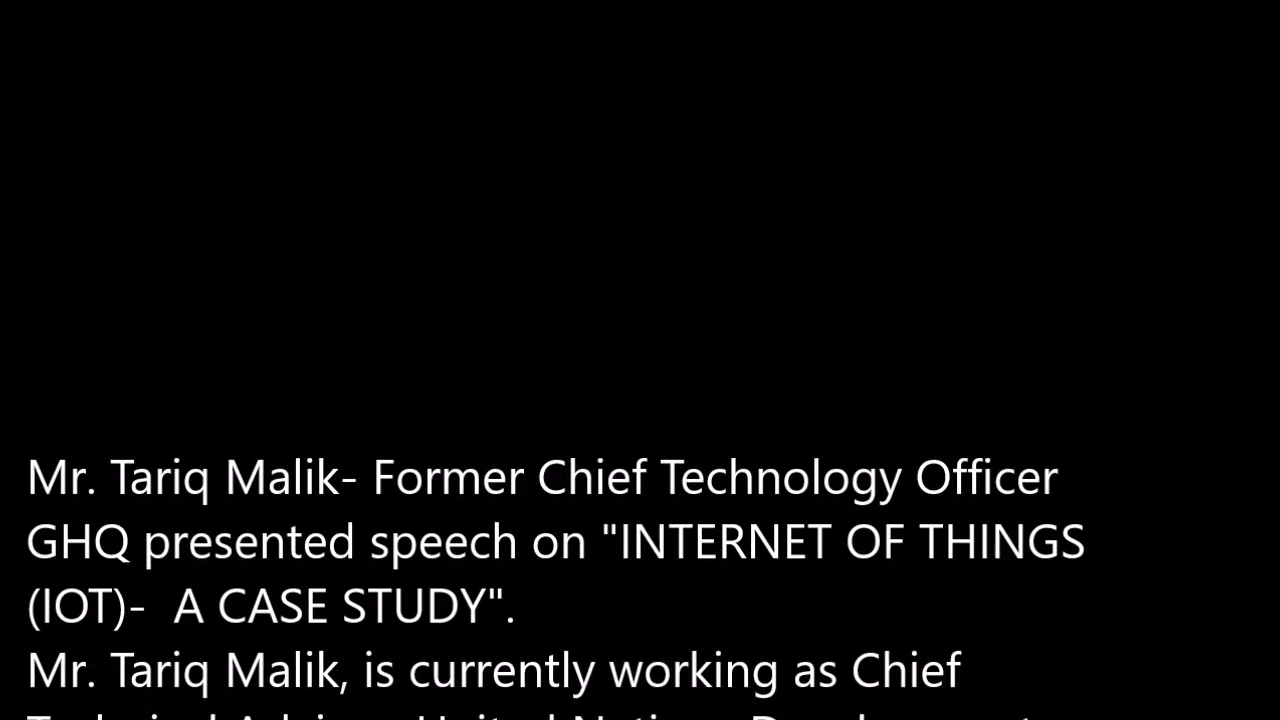 Mr. Tariq Malik- Former Chief Technology Officer
GHQ presented speech on "INTERNET OF THINGS
(IOT)-  A CASE STUDY".
Mr. Tariq Malik, is currently working as Chief